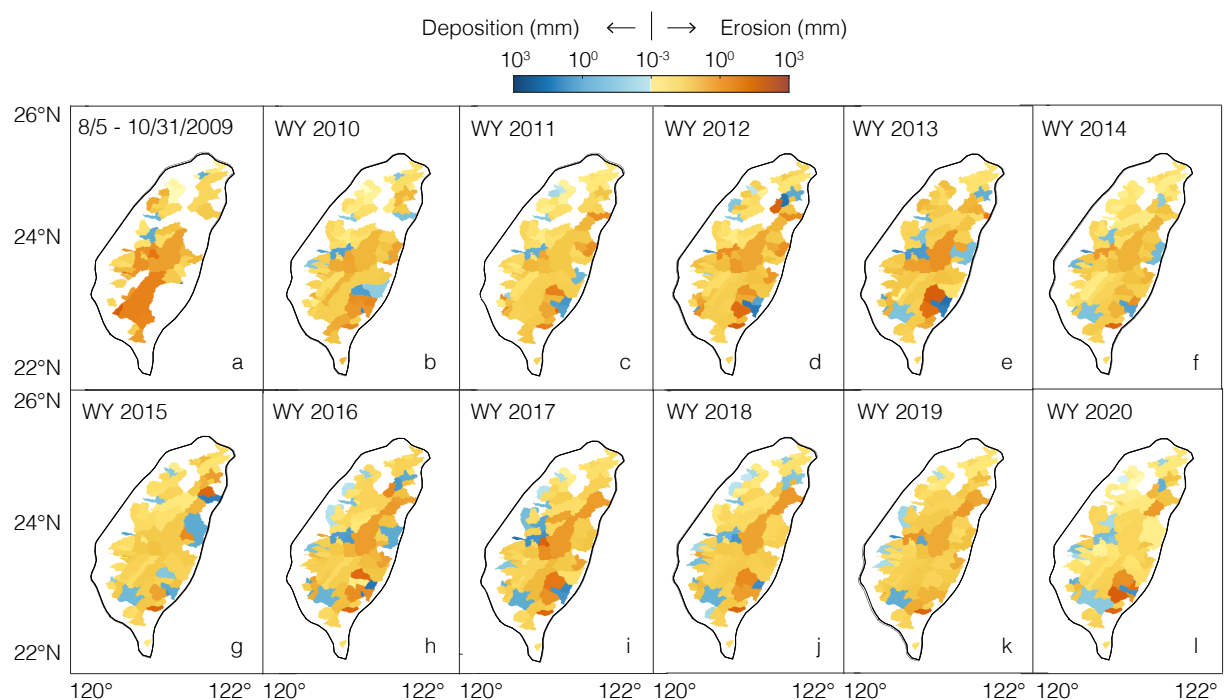 Deposition (mm) ← | → Erosion (mm)
10³ 10⁰ 10⁻³ 10⁰ 10³
26°N
8/5 - 10/31/2009 WY 2010 WY 2011 WY 2012 WY 2013 WY 2014
24°N
22°N
a b c d e f
26°N
WY 2015 WY 2016 WY 2017 WY 2018 WY 2019 WY 2020
24°N
22°N
g h i j k l
120° 122° 120° 122° 120° 122° 120° 122° 120° 122° 120° 122°